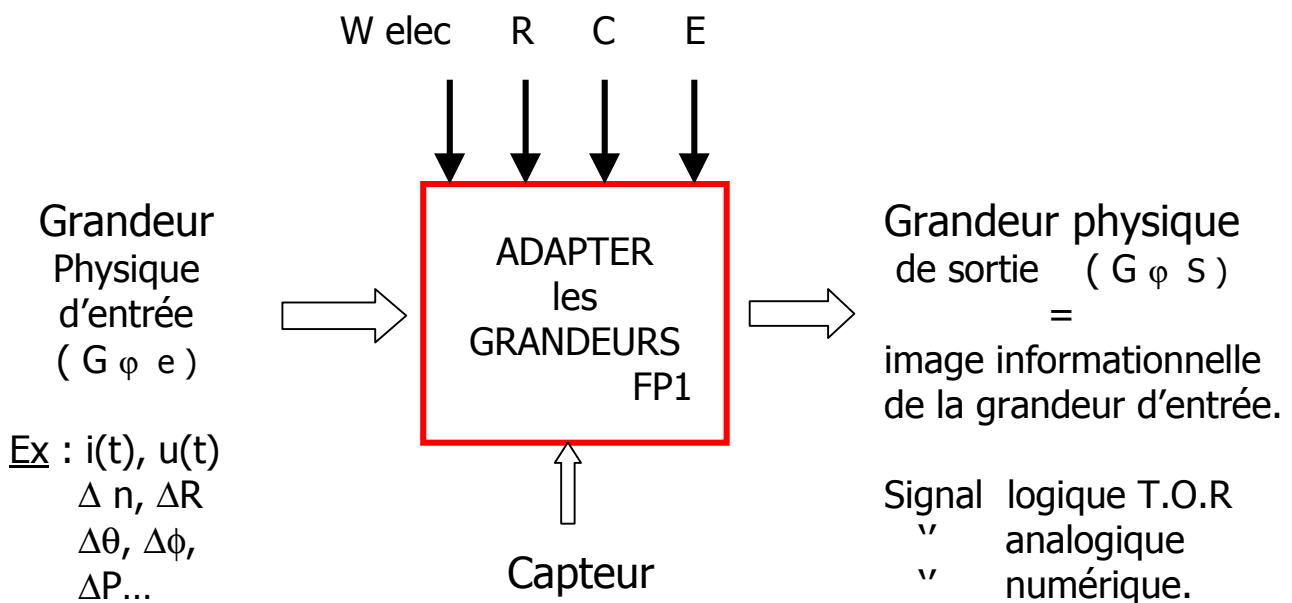 W elec R C E
Grandeur
Physique
d’entrée
( G φ e )
Ex : i(t), u(t)
Δ n, ΔR
Δθ, Δϕ,
ΔP…
ADAPTER
les
GRANDEURS
FP1
Capteur
Grandeur physique
de sortie ( G φ S )
=
image informationnelle
de la grandeur d’entrée.
Signal logique T.O.R
‘’ analogique
‘’ numérique.